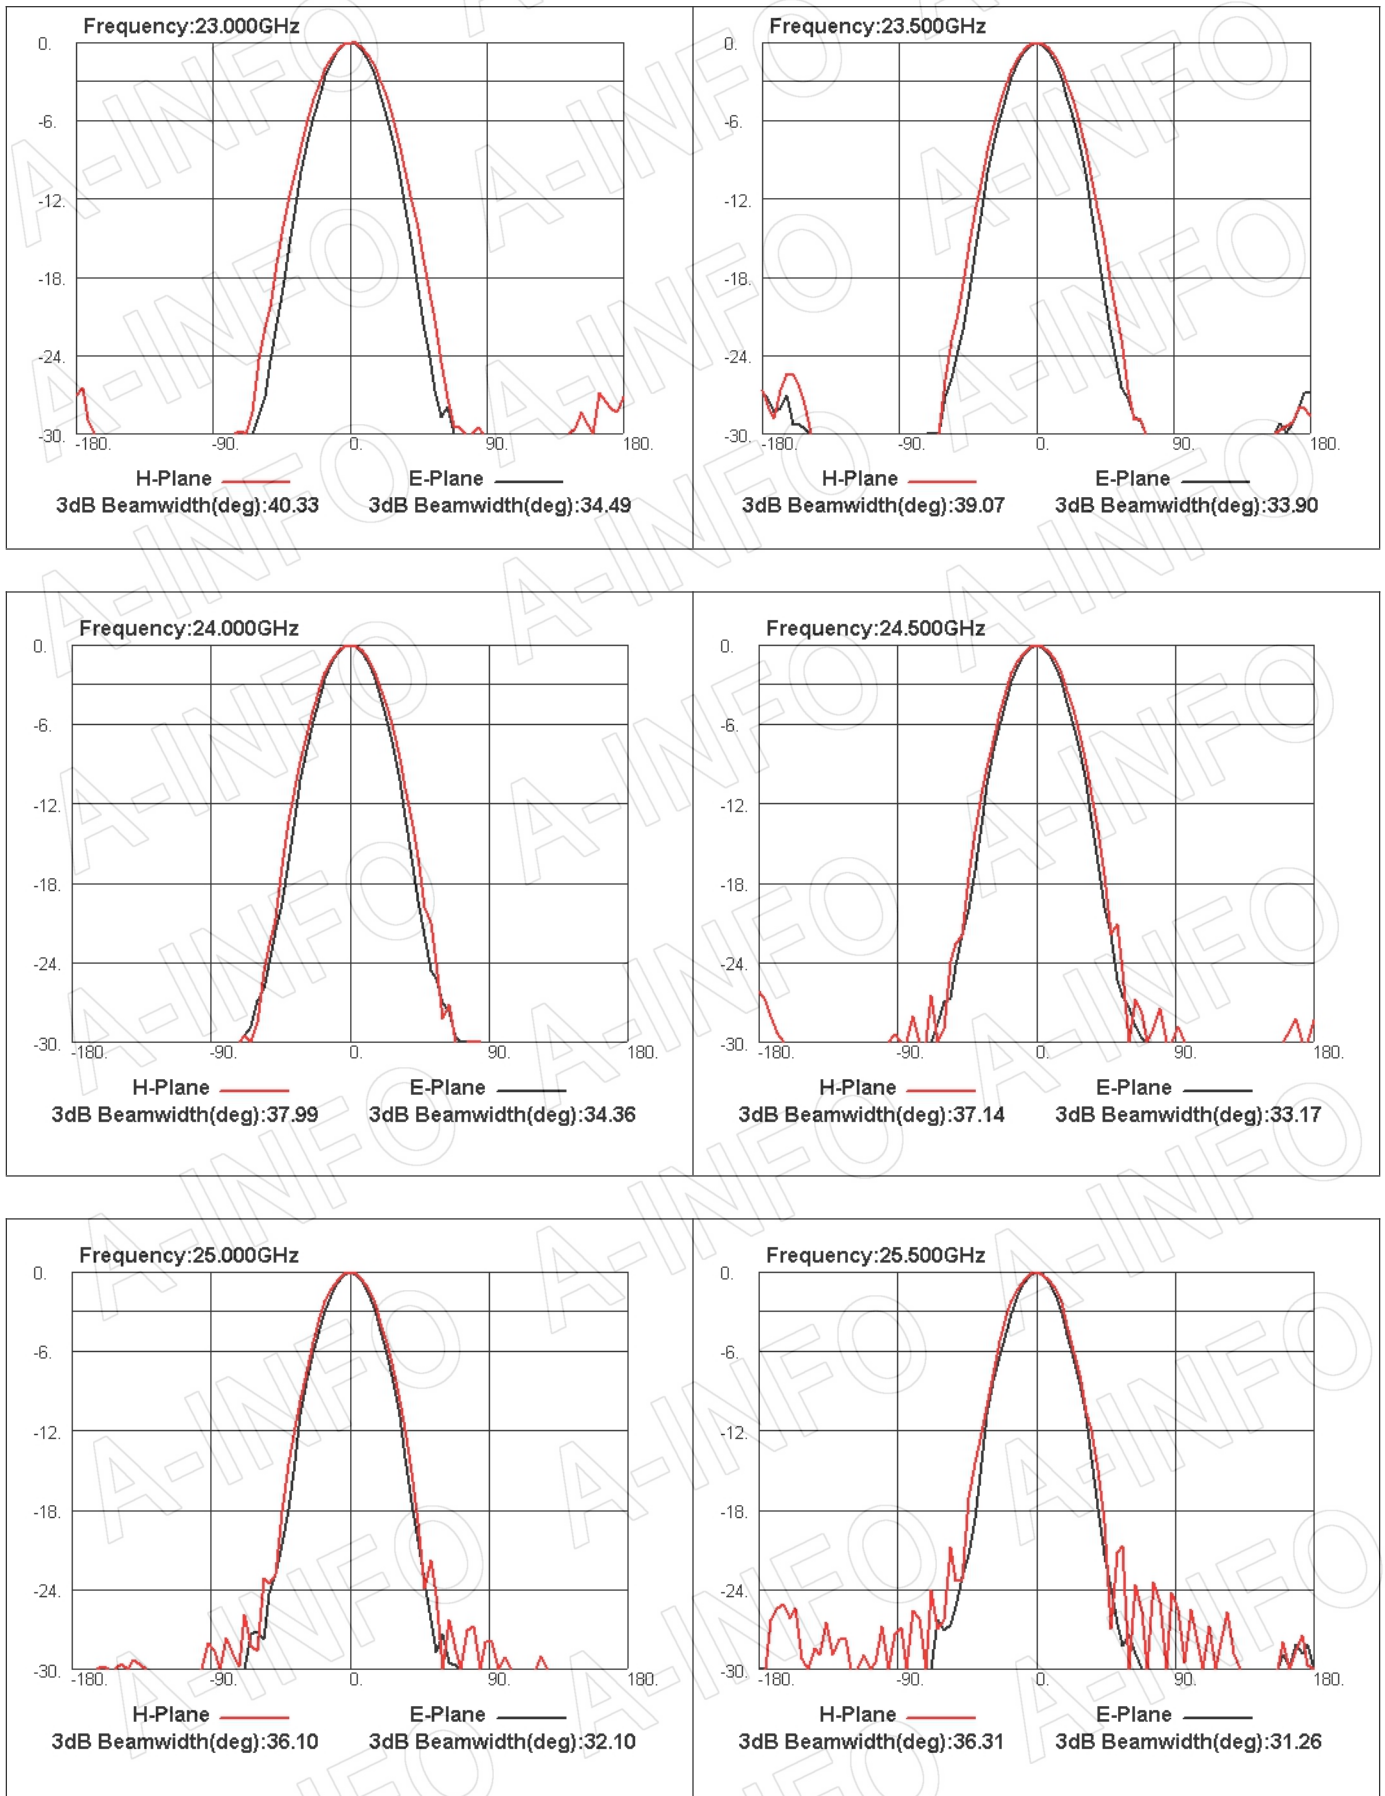 Frequency:23.000GHz
0.
-6.
-12.
-18.
-24.
-30.
-180.
-90.
0.
90.
180.
H-Plane
E-Plane
3dB Beamwidth(deg):40.33
3dB Beamwidth(deg):34.49
Frequency:23.500GHz
0.
-6.
-12.
-18.
-24.
-30.
-180.
-90.
0.
90.
180.
H-Plane
E-Plane
3dB Beamwidth(deg):39.07
3dB Beamwidth(deg):33.90
Frequency:24.000GHz
0.
-6.
-12.
-18.
-24.
-30.
-180.
-90.
0.
90.
180.
H-Plane
E-Plane
3dB Beamwidth(deg):37.99
3dB Beamwidth(deg):34.36
Frequency:24.500GHz
0.
-6.
-12.
-18.
-24.
-30.
-180.
-90.
0.
90.
180.
H-Plane
E-Plane
3dB Beamwidth(deg):37.14
3dB Beamwidth(deg):33.17
Frequency:25.000GHz
0.
-6.
-12.
-18.
-24.
-30.
-180.
-90.
0.
90.
180.
H-Plane
E-Plane
3dB Beamwidth(deg):36.10
3dB Beamwidth(deg):32.10
Frequency:25.500GHz
0.
-6.
-12.
-18.
-24.
-30.
-180.
-90.
0.
90.
180.
H-Plane
E-Plane
3dB Beamwidth(deg):36.31
3dB Beamwidth(deg):31.26
A-INFO